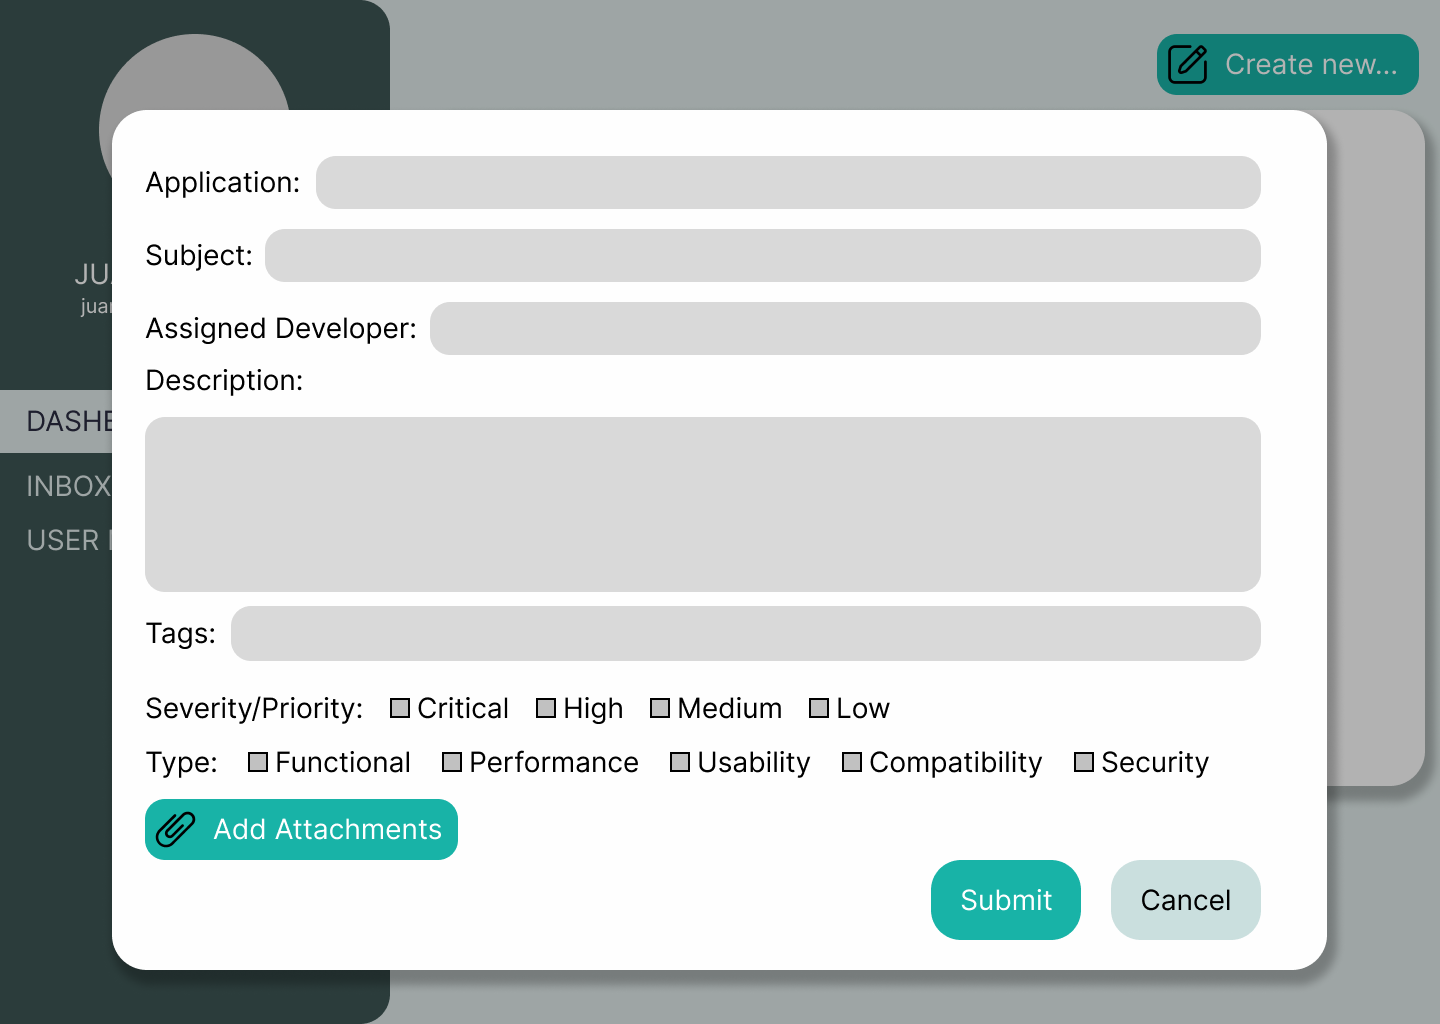 Create new...
Application:
Subject:
JU
juar
Assigned Developer:
Description:
DASHE
INBOX
USER
Tags:
Severity/Priority: Critical High Medium Low
Type: Functional Performance Usability Compatibility Security
Add Attachments
Submit Cancel